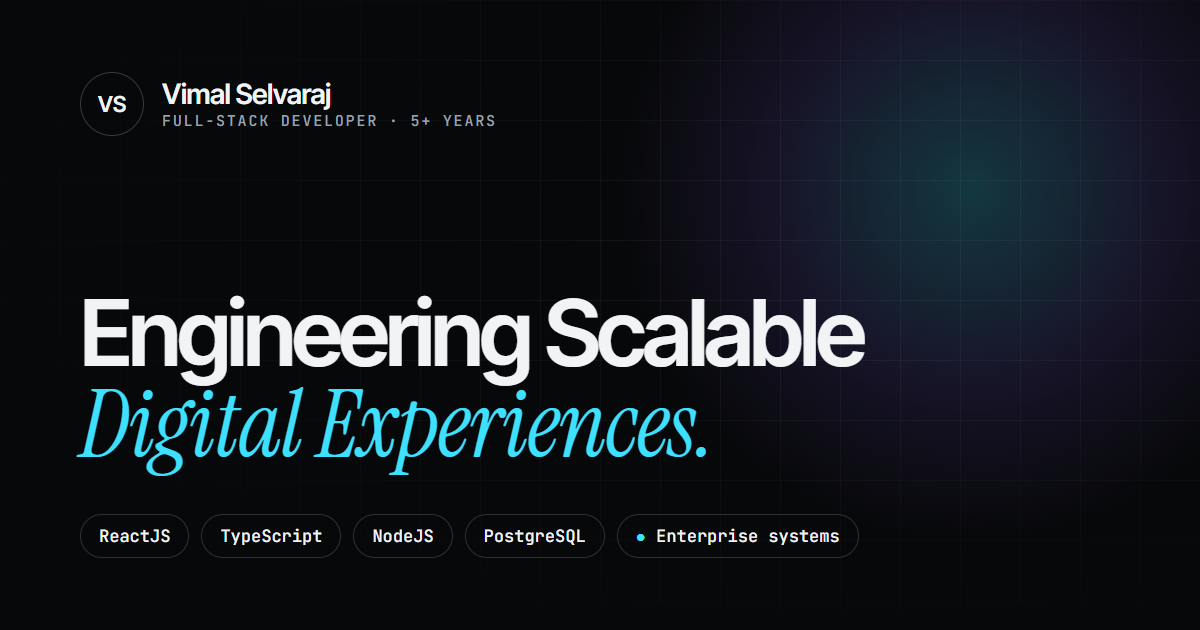 VS
Vimal Selvaraj
FULL-STACK DEVELOPER · 5+ YEARS
Engineering Scalable
Digital Experiences.
ReactJS TypeScript NodeJS PostgreSQL • Enterprise systems